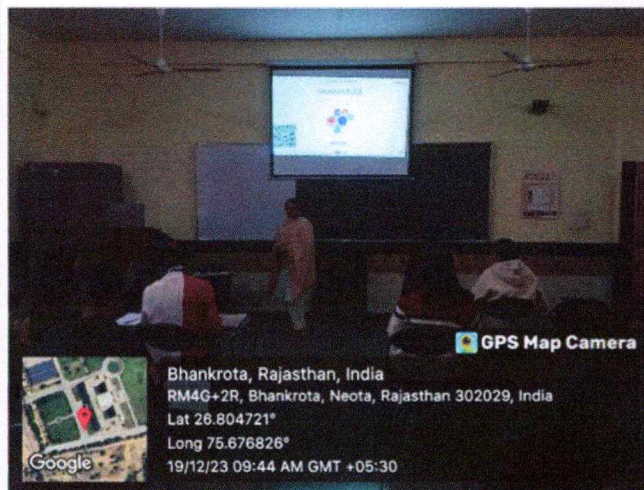 GPS Map Camera
Bhankrota, Rajasthan, India
RM4G+2R, Bhankrota, Neota, Rajasthan 302029, India
Lat 26.804721°
Long 75.676826°
19/12/23 09:44 AM GMT +05:30
Google